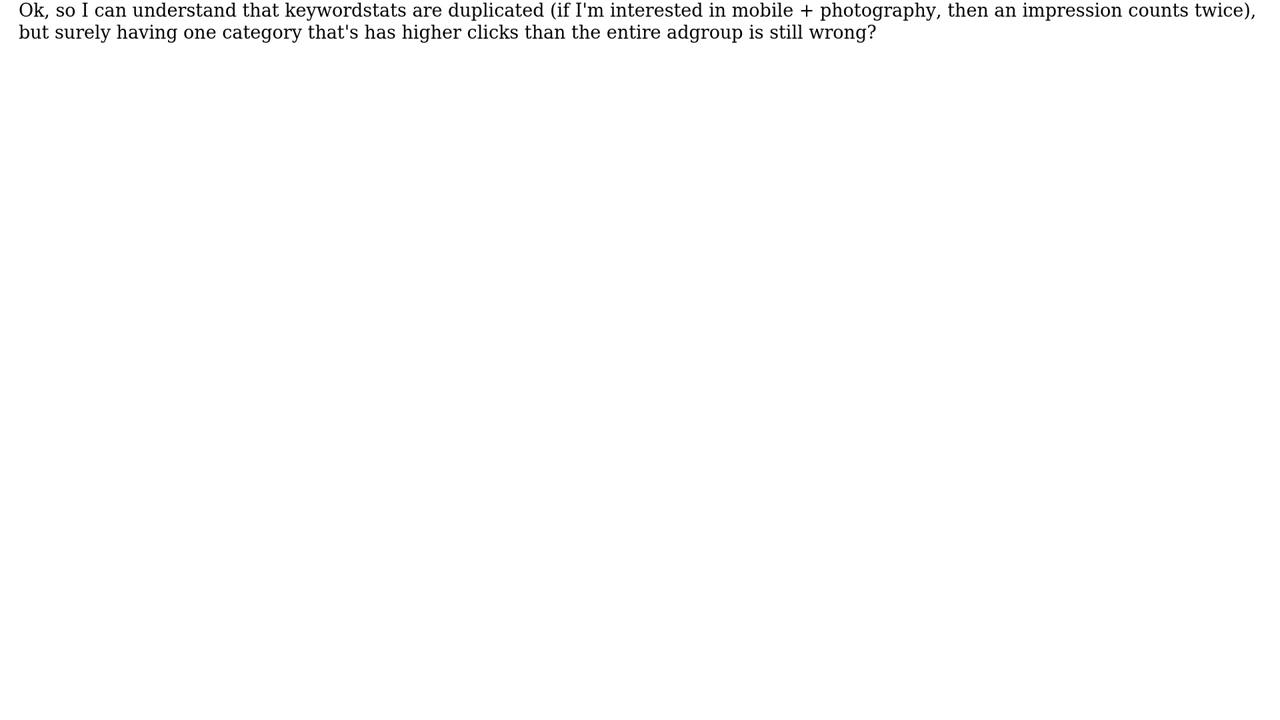 Ok, so I can understand that keywordstats are duplicated (if I'm interested in mobile + photography, then an impression counts twice),
but surely having one category that's has higher clicks than the entire adgroup is still wrong?